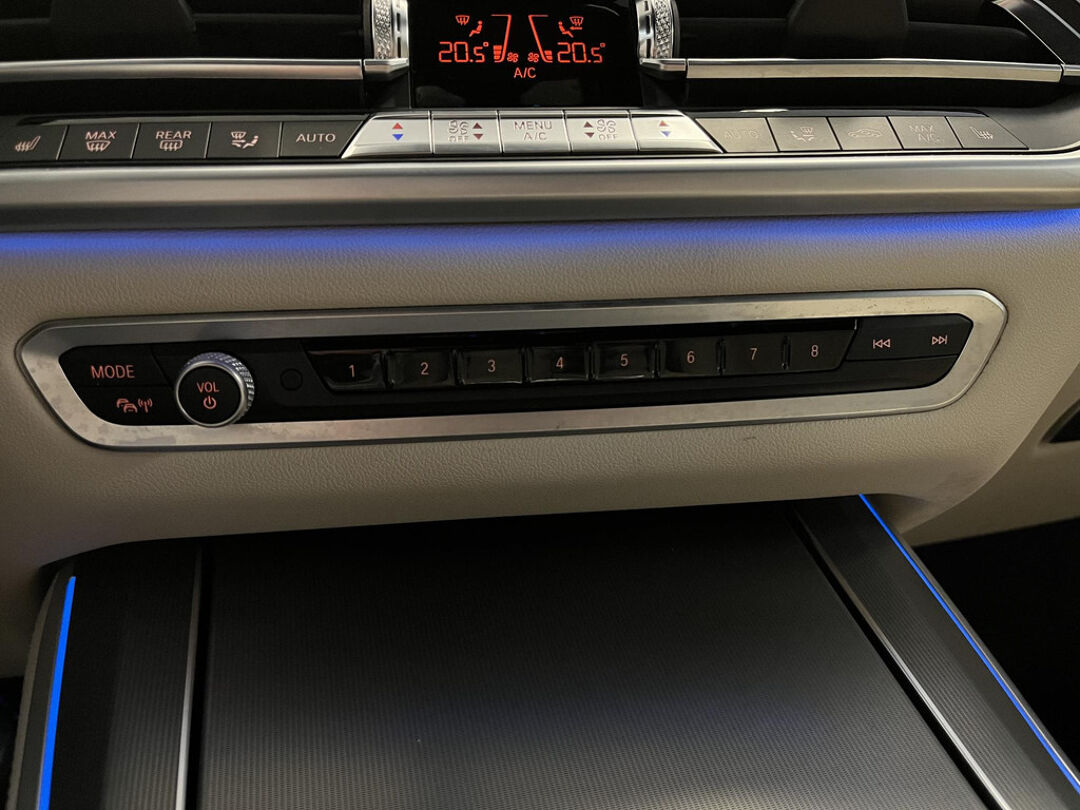 20.5° 20.5°
A/C
MAX
REAR
AUTO
OFF
MENU
A/C
OFF
AUTO
MAX
A/C
MODE
VOL
1 2 3 4 5 6 7 8